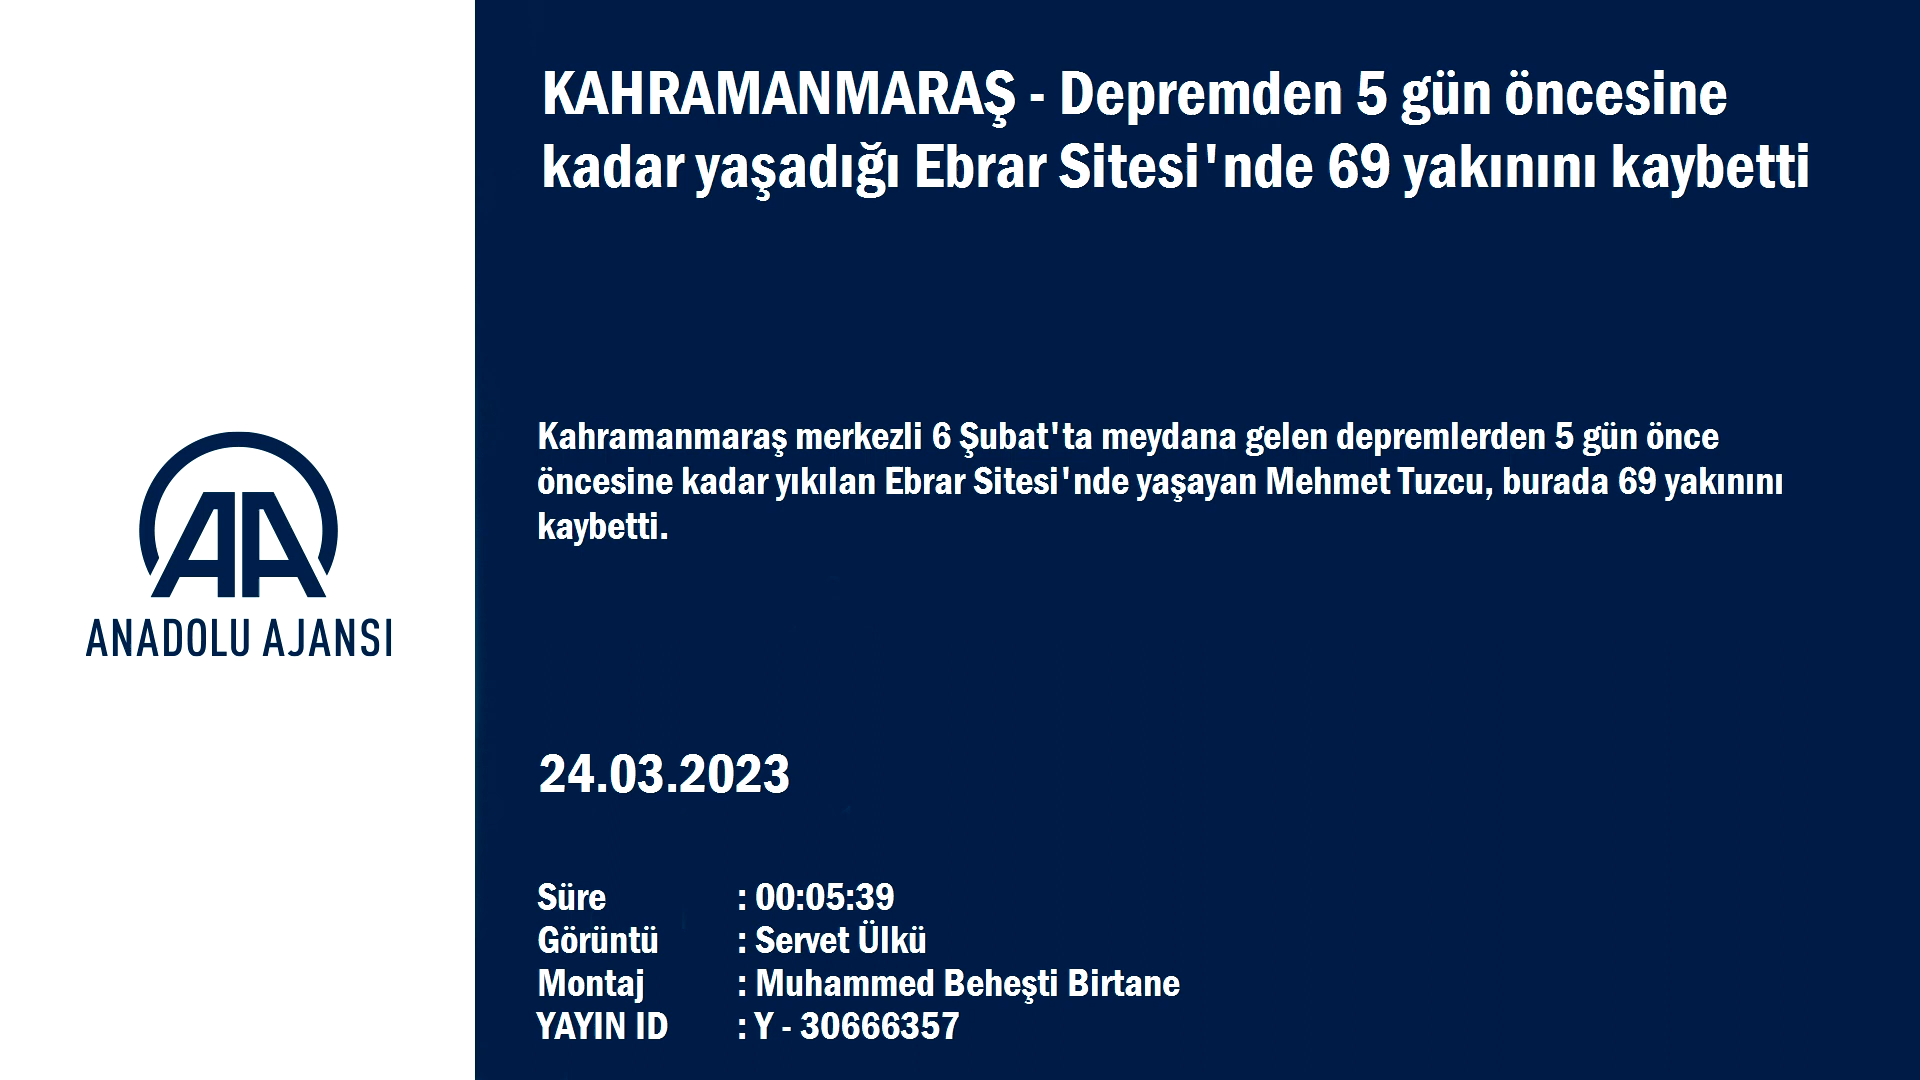 KAHRAMANMARAŞ - Depremden 5 gün öncesine
kadar yaşadığı Ebrar Sitesi'nde 69 yakınını kaybetti
Kahramanmaraş merkezli 6 Şubat'ta meydana gelen depremlerden 5 gün önce
öncesine kadar yıkılan Ebrar Sitesi'nde yaşayan Mehmet Tuzcu, burada 69 yakınını
kaybetti.
AA
ANADOLU AJANSI
24.03.2023
Süre : 00:05:39
Görüntü : Servet Ülkü
Montaj : Muhammed Beheşti Birtane
YAYIN ID : Y - 30666357